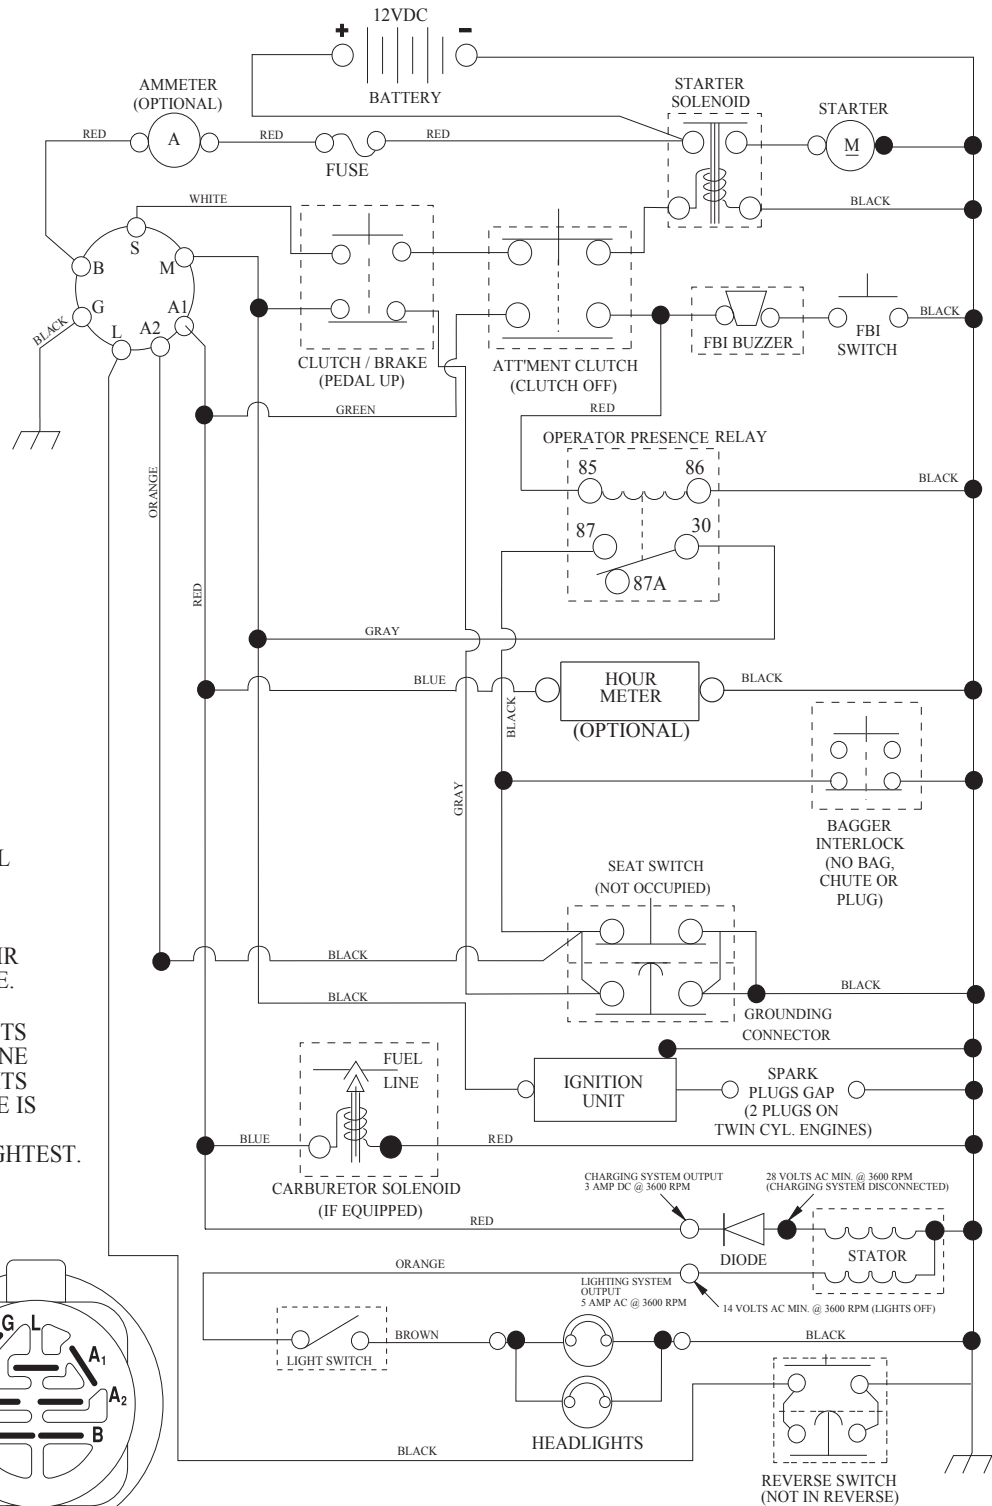 12VDC
+
-
BATTERY
AMMETER
(OPTIONAL)
RED
A
RED
FUSE
RED
STARTER
SOLENOID
STARTER
M
WHITE
BLACK
S
B
M
G
A1
BLACK
L
A2
CLUTCH / BRAKE
(PEDAL UP)
ATT'MENT CLUTCH
(CLUTCH OFF)
FBI BUZZER
FBI
SWITCH
BLACK
GREEN
RED
OPERATOR PRESENCE RELAY
85
86
BLACK
87
30
87A
ORANGE
RED
GRAY
BLUE
HOUR
METER
(OPTIONAL)
BLACK
BLACK
GRAY
BAGGER
INTERLOCK
(NO BAG,
CHUTE OR
PLUG)
SEAT SWITCH
(NOT OCCUPIED)
L
IR
E.
TS
NE
TS
E IS
GHTEST.
BLACK
BLACK
BLACK
GROUNDING
CONNECTOR
FUEL
LINE
IGNITION
UNIT
SPARK
PLUGS GAP
(2 PLUGS ON
TWIN CYL. ENGINES)
BLUE
RED
CARBURETOR SOLENOID
(IF EQUIPPED)
CHARGING SYSTEM OUTPUT
3 AMP DC @ 3600 RPM
28 VOLTS AC MIN. @ 3600 RPM
(CHARGING SYSTEM DISCONNECTED)
RED
DIODE
STATOR
ORANGE
LIGHTING SYSTEM
OUTPUT
5 AMP AC @ 3600 RPM
14 VOLTS AC MIN. @ 3600 RPM (LIGHTS OFF)
LIGHT SWITCH
BROWN
BLACK
HEADLIGHTS
G L
A1
A2
B
BLACK
REVERSE SWITCH
(NOT IN REVERSE)